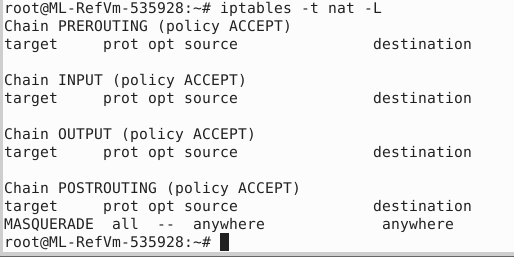 root@ML-RefVm-535928:~# iptables -t nat -L
Chain PREROUTING (policy ACCEPT)
target     prot opt source               destination

Chain INPUT (policy ACCEPT)
target     prot opt source               destination

Chain OUTPUT (policy ACCEPT)
target     prot opt source               destination

Chain POSTROUTING (policy ACCEPT)
target     prot opt source               destination
MASQUERADE  all  --  anywhere             anywhere
root@ML-RefVm-535928:~#